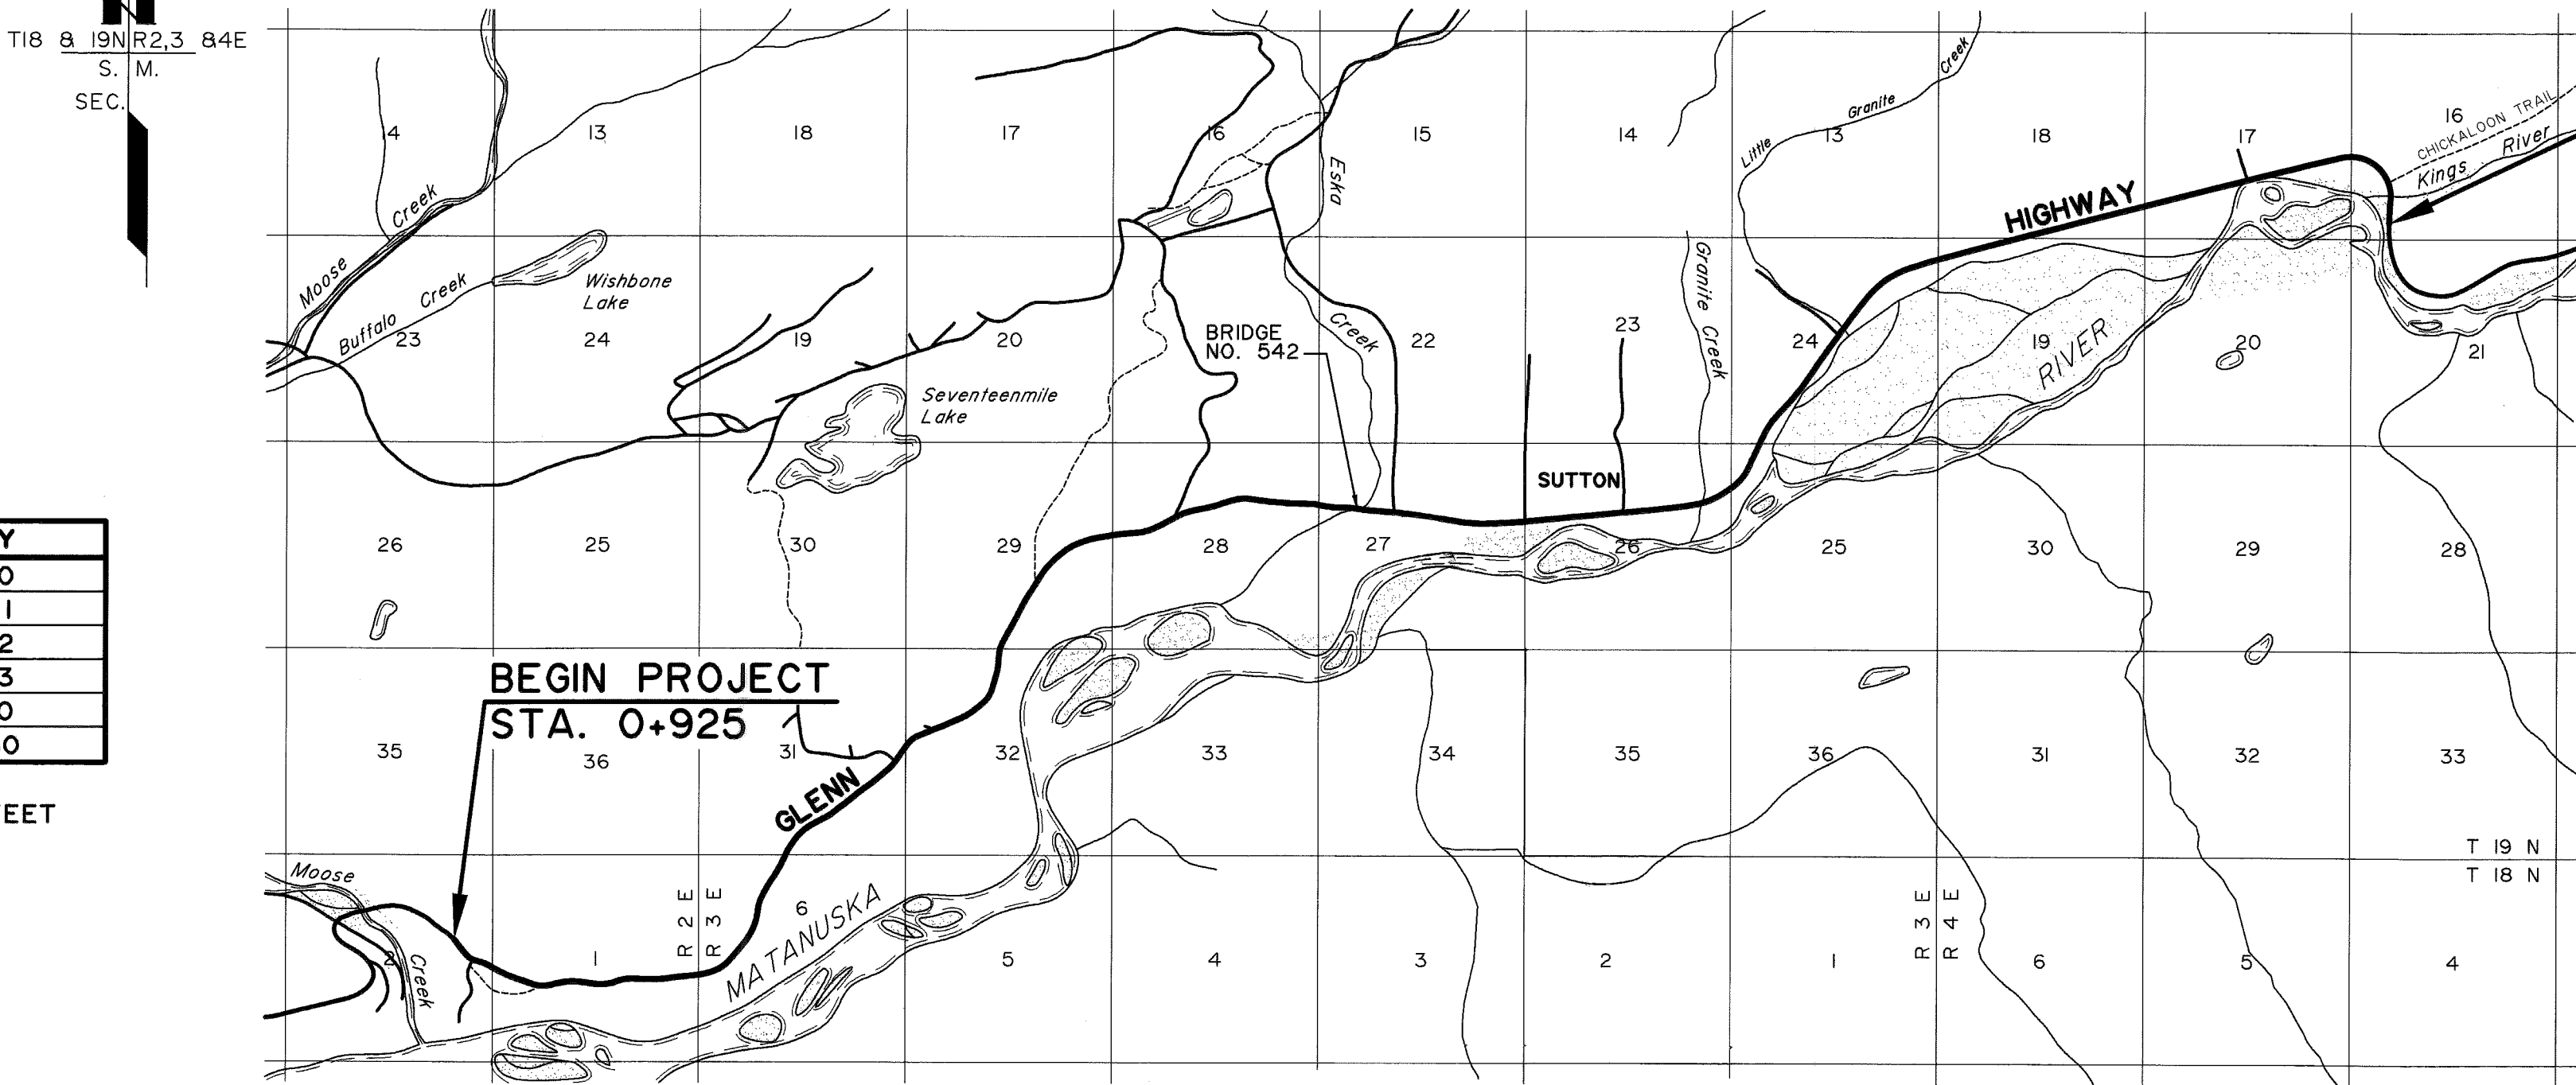 N
T18 & 19N R2,3 &4E
S. M.
SEC.
14 13 18 17 16 15 14 13 18 17 16
Little Granite Creek
CHICKALOON TRAIL
Kings River
Eska Creek
HIGHWAY
Moose Creek
Buffalo Creek
Wishbone
Lake
Granite Creek
23 24 19 20 22 23 24 19 20 21
BRIDGE
NO. 542
RIVER
Seventeenmile
Lake
SUTTON
Y
0
1
2
3
0
0
EET
26 25 30 29 28 27 26 25 30 29 28
BEGIN PROJECT
STA. 0+925
35 36 31 32 33 34 35 36 31 32 33
GLENN
T 19 N
T 18 N
Moose Creek
R 2 E
R 3 E
R 3 E
R 4 E
MATANUSKA
2 1 6 5 4 3 2 1 6 5 4